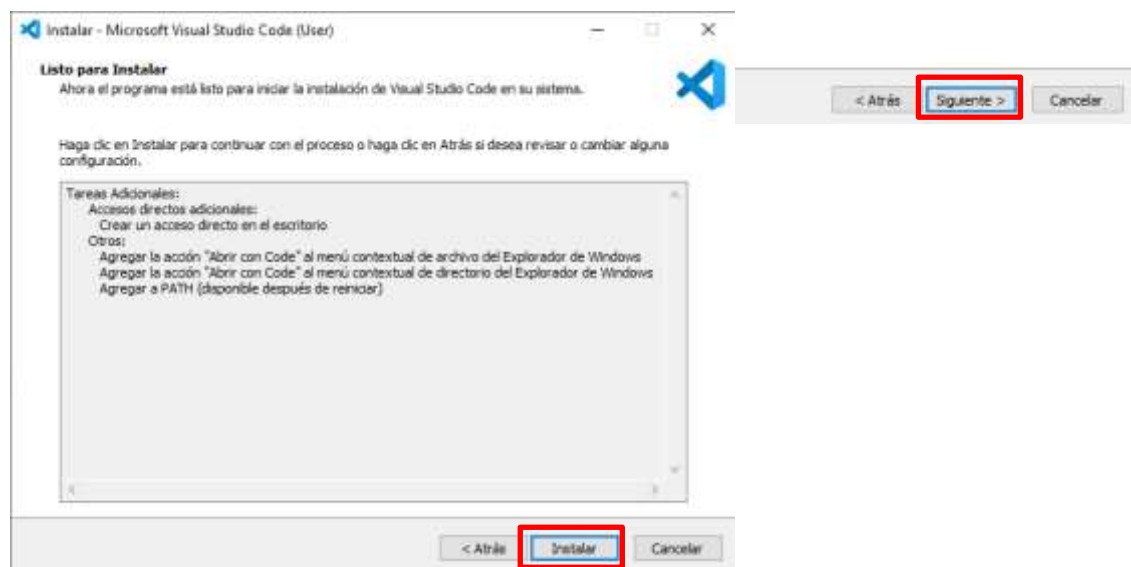 Instalar - Microsoft Visual Studio Code (User)
Listo para Instalar
Ahora el programa está listo para iniciar la instalación de Visual Studio Code en su sistema.
Haga clic en Instalar para continuar con el proceso o haga clic en Atrás si desea revisar o cambiar alguna
configuración.
Tareas Adicionales:
Accesos directos adicionales:
Crear un acceso directo en el escritorio
Otros:
Agregar la acción "Abrir con Code" al menú contextual de archivo del Explorador de Windows
Agregar la acción "Abrir con Code" al menú contextual de directorio del Explorador de Windows
Agregar a PATH (disponible después de reiniciar)
< Atrás Instalar Cancelar
< Atrás Siguiente > Cancelar